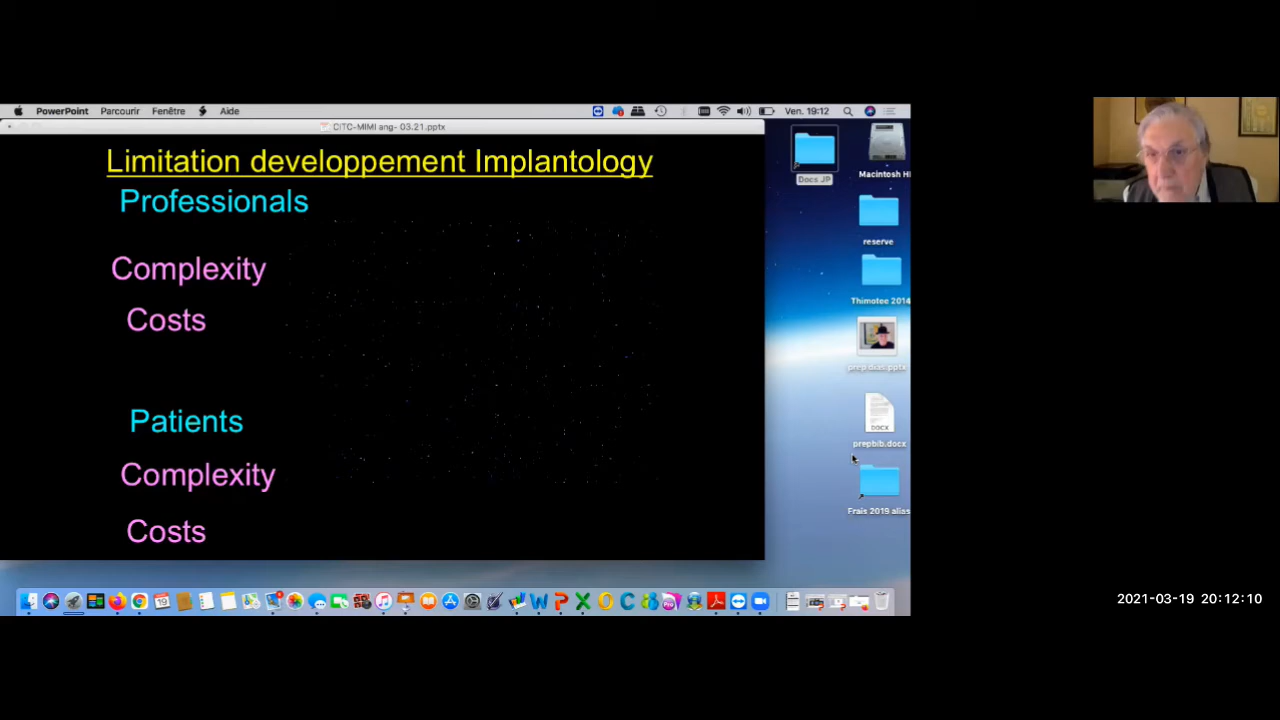 PowerPoint Parcourir Fenêtre Aide
Ven. 19:12
CITC-MIMI ang- 03.21.pptx
Limitation developpement Implantology
Professionals
Complexity
Costs
Patients
Complexity
Costs
Docs JP
Macintosh H
reserve
Thimotee 2014
DOCX
prepbib.docx
Frais 2019 alias
2021-03-19 20:12:10